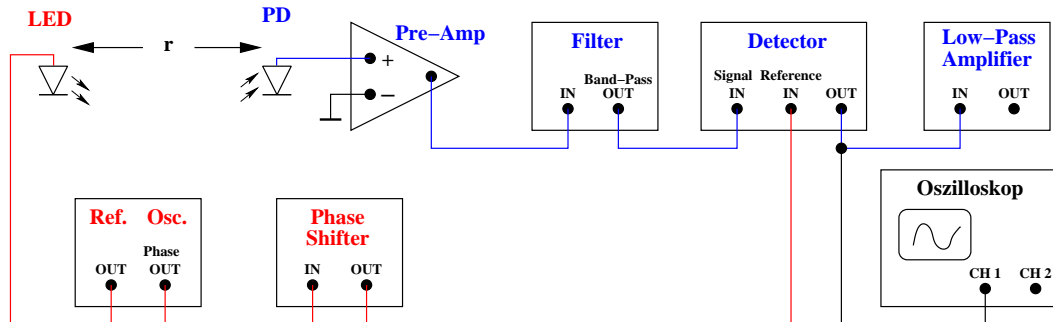 LED
r
PD
+
−
Pre−Amp
Filter
Band−Pass
IN OUT
Detector
Signal Reference
IN IN OUT
Low−Pass
Amplifier
IN OUT
Ref. Osc.
Phase
OUT OUT
Phase
Shifter
IN OUT
Oszilloskop
CH 1 CH 2